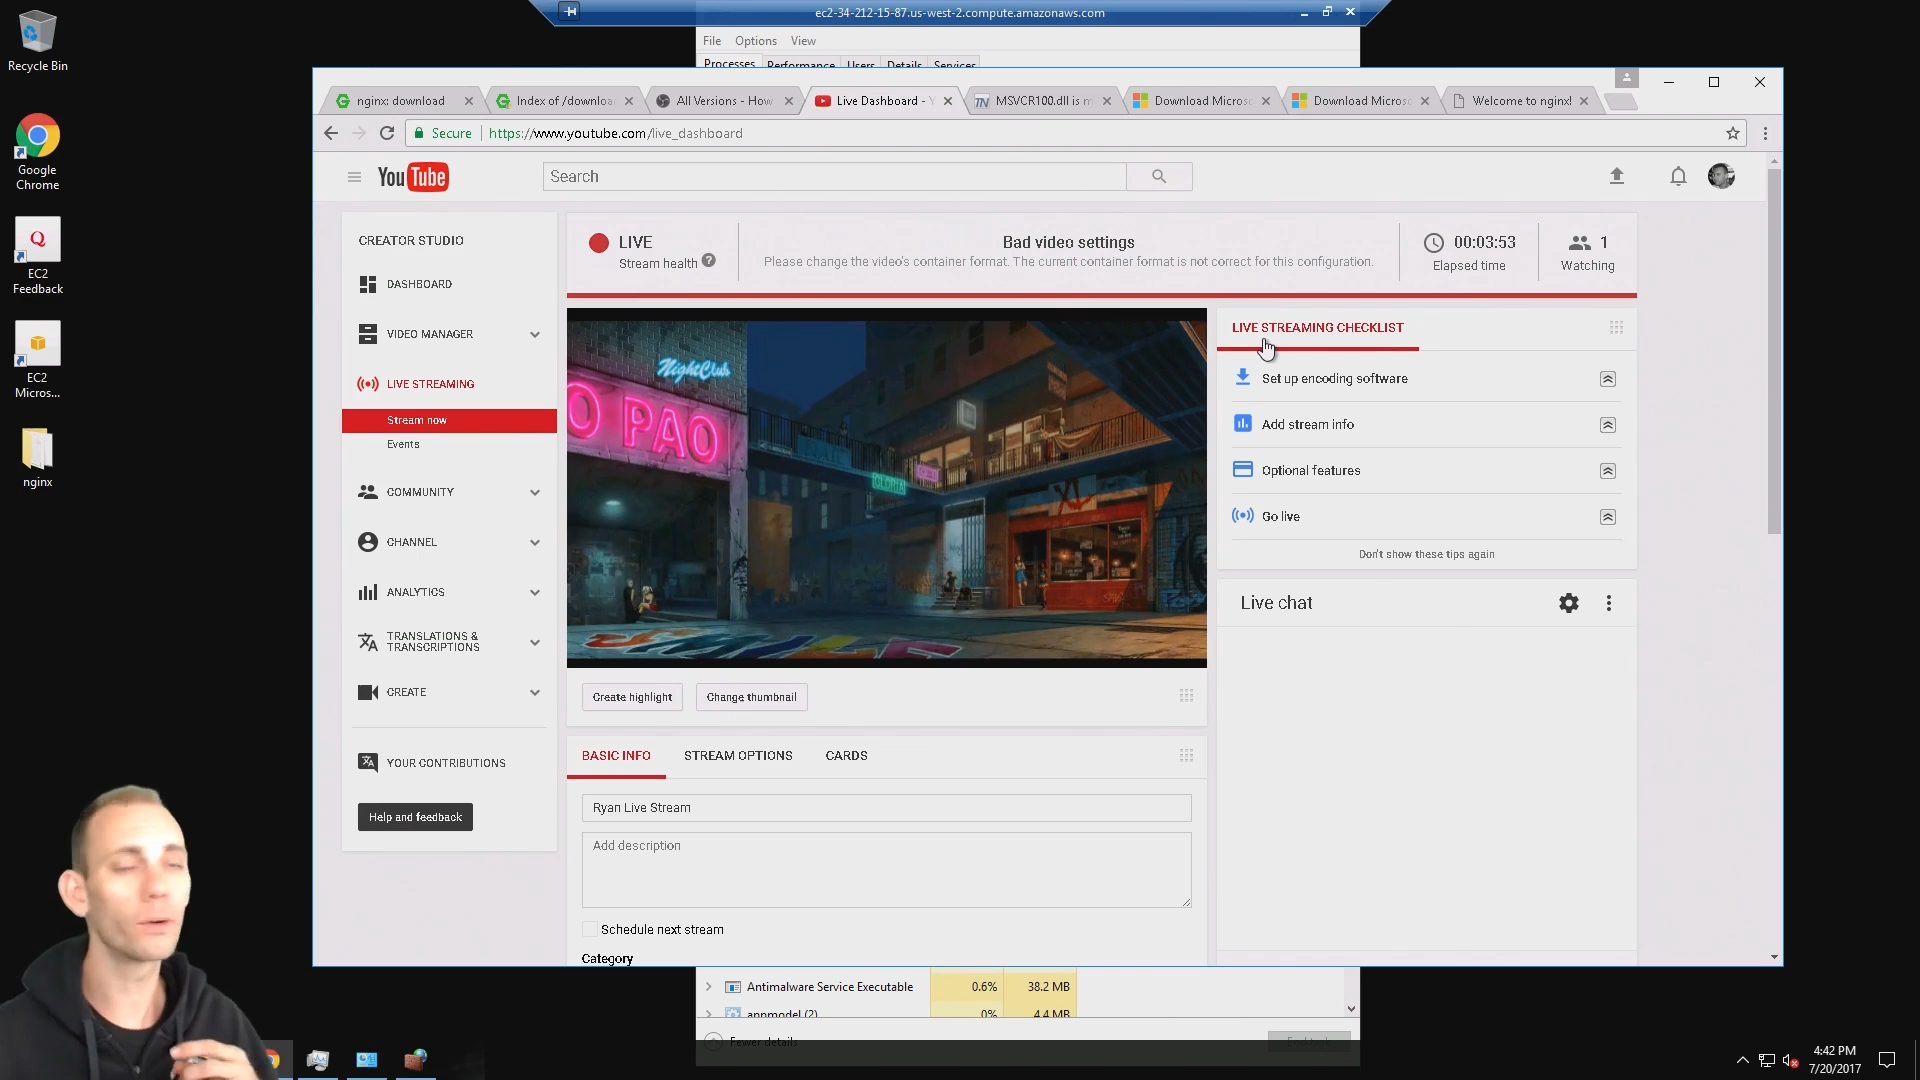 ec2-34-212-15-87.us-west-2.compute.amazonaws.com
File Options View
Processes Performance Users Details Services
Recycle Bin
Google Chrome
EC2 Feedback
EC2 Micros...
nginx
nginx: download
Index of /downloa
All Versions - How
Live Dashboard - Y
MSVCR100.dll is m
Download Micros
Download Micros
Welcome to nginx!
Secure https://www.youtube.com/live_dashboard
YouTube
Search
CREATOR STUDIO
DASHBOARD
VIDEO MANAGER
LIVE STREAMING
Stream now
Events
COMMUNITY
CHANNEL
ANALYTICS
TRANSLATIONS &
TRANSCRIPTIONS
CREATE
YOUR CONTRIBUTIONS
Help and feedback
LIVE
Stream health
Bad video settings
Please change the video's container format. The current container format is not correct for this configuration.
00:03:53
Elapsed time
1
Watching
NightClub
O PAO
LIVE STREAMING CHECKLIST
Set up encoding software
Add stream info
Optional features
Go live
Don't show these tips again
Live chat
Create highlight
Change thumbnail
BASIC INFO STREAM OPTIONS CARDS
Ryan Live Stream
Add description
Schedule next stream
Category
Antimalware Service Executable 0.6% 38.2 MB
appmodel (2) 0% 4.4 MB
Fewer details
4:42 PM
7/20/2017